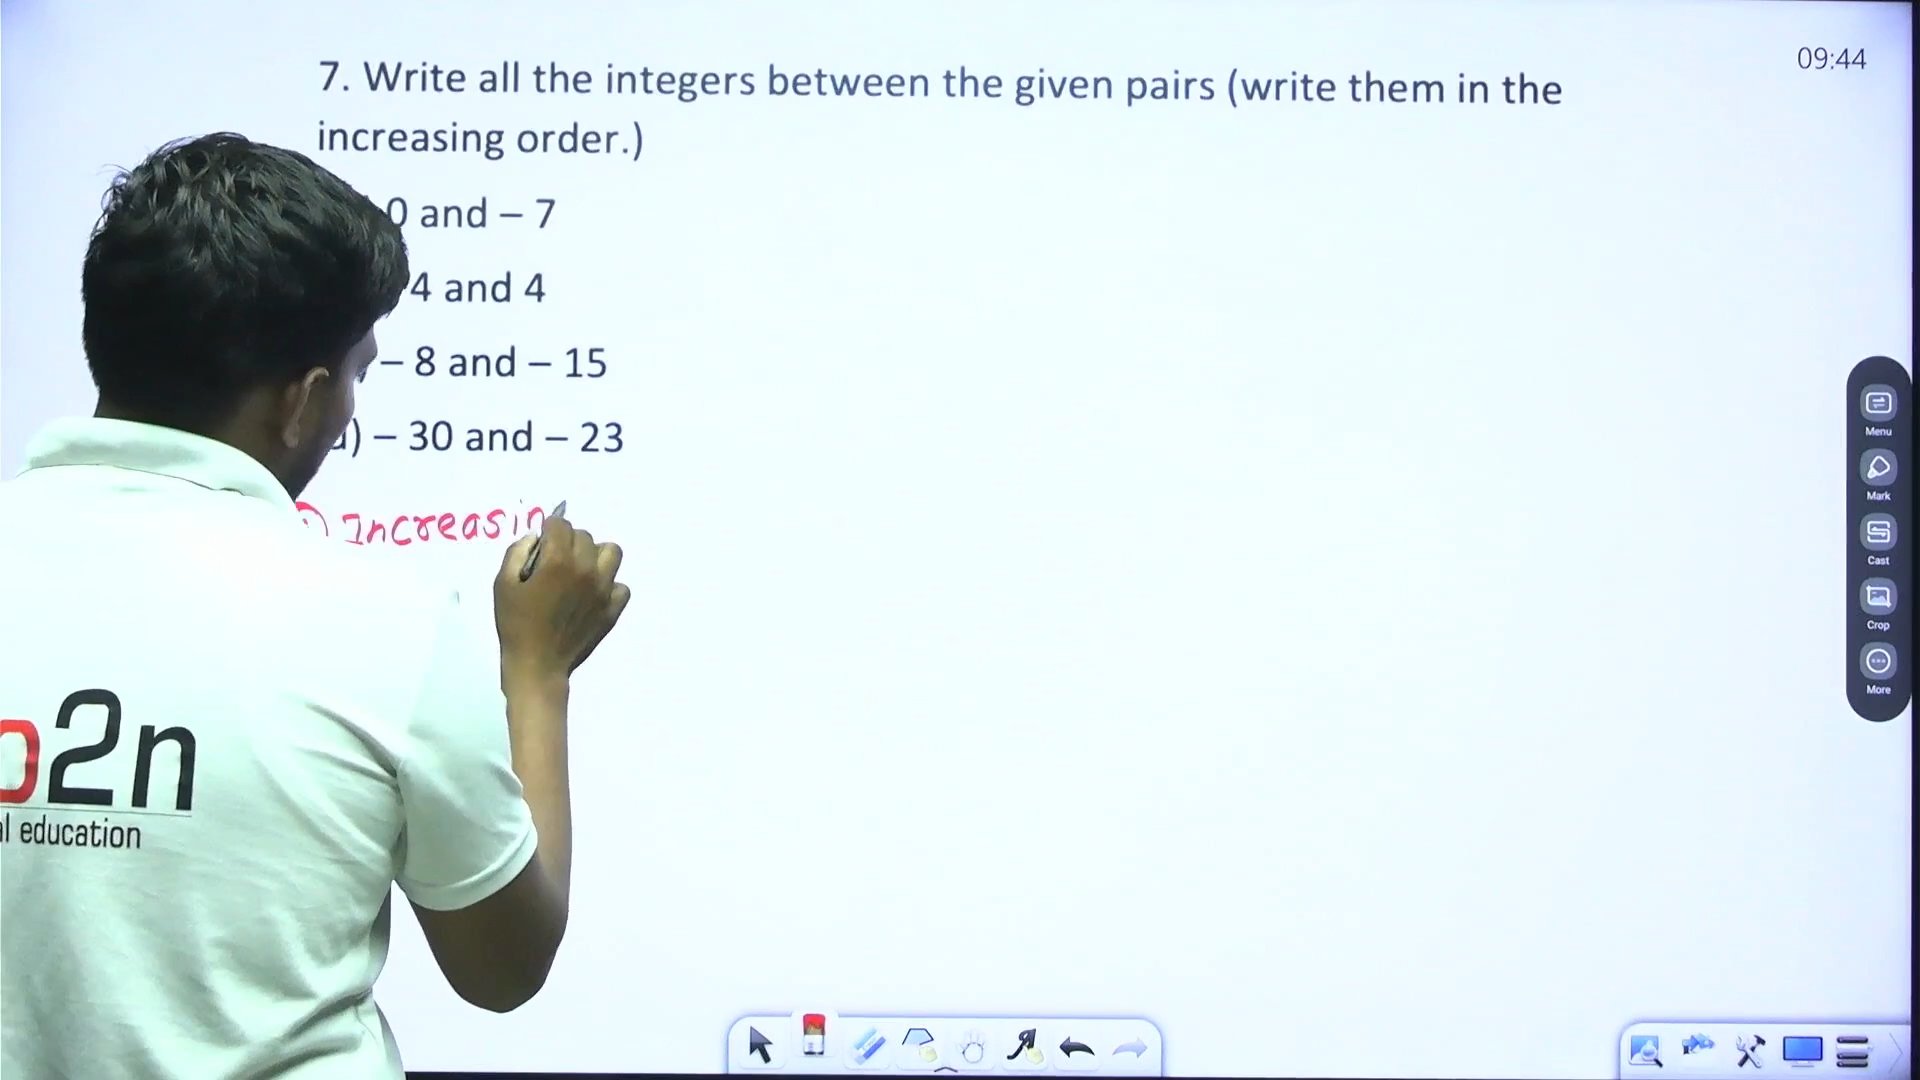 09:44
7. Write all the integers between the given pairs (write them in the
increasing order.)
0 and – 7
4 and 4
– 8 and – 15
) – 30 and – 23
Increasin
2n
education
Menu
Mark
Cast
Crop
More